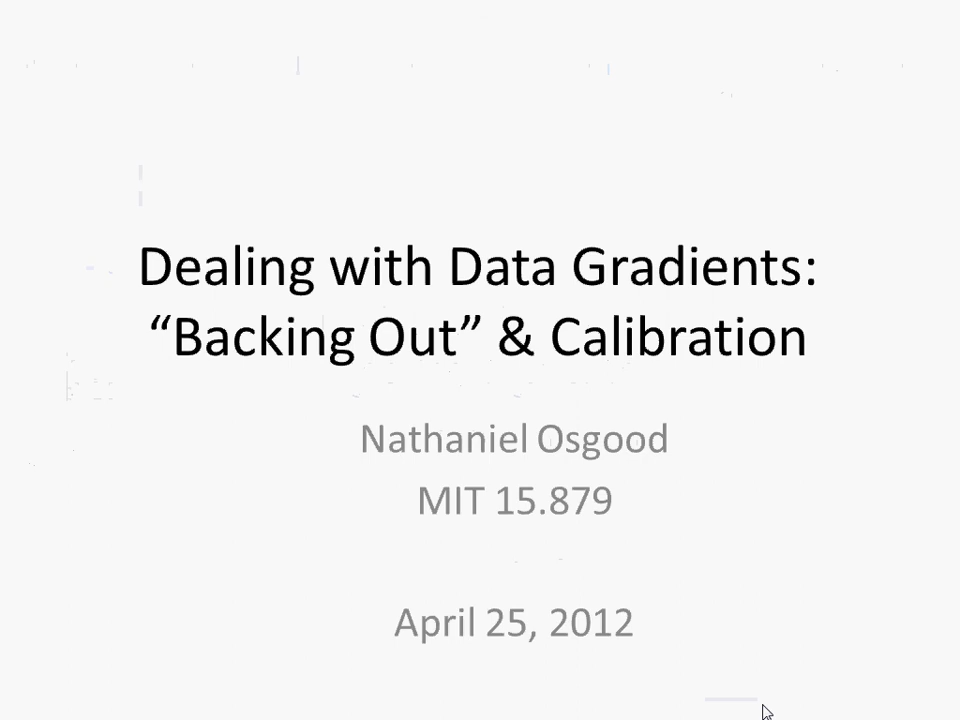 Dealing with Data Gradients:
“Backing Out” & Calibration
Nathaniel Osgood
MIT 15.879
April 25, 2012